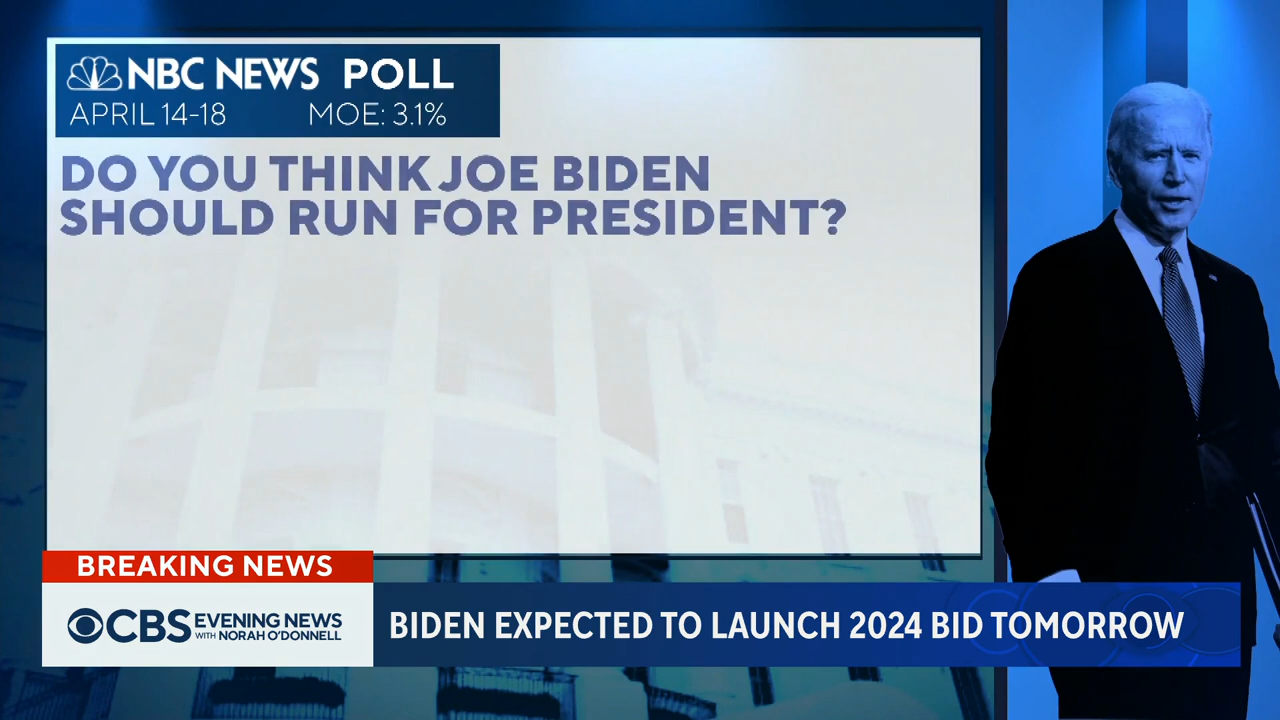 NBC NEWS POLL
APRIL 14-18 MOE: 3.1%
DO YOU THINK JOE BIDEN
SHOULD RUN FOR PRESIDENT?
BREAKING NEWS
CBS EVENING NEWS
WITH NORAH O'DONNELL
BIDEN EXPECTED TO LAUNCH 2024 BID TOMORROW